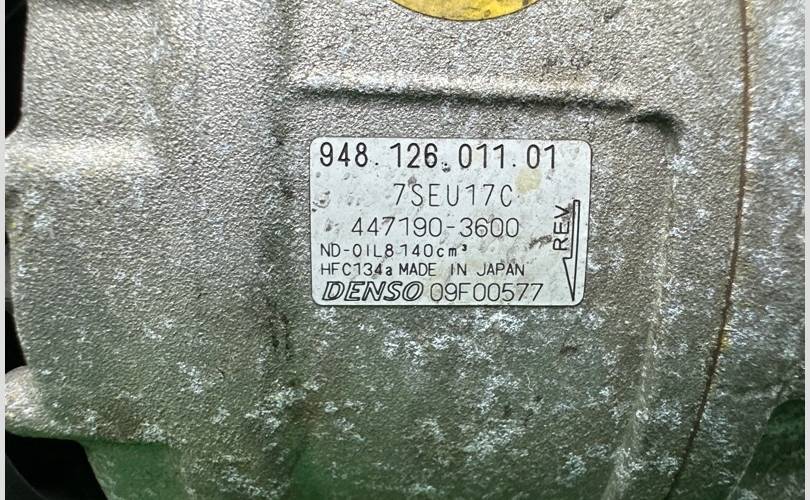 948.126.011.01
7SEU17C
447190-3600
REV
ND-OIL8 140cm³
HFC134a MADE IN JAPAN
DENSO 09F00577